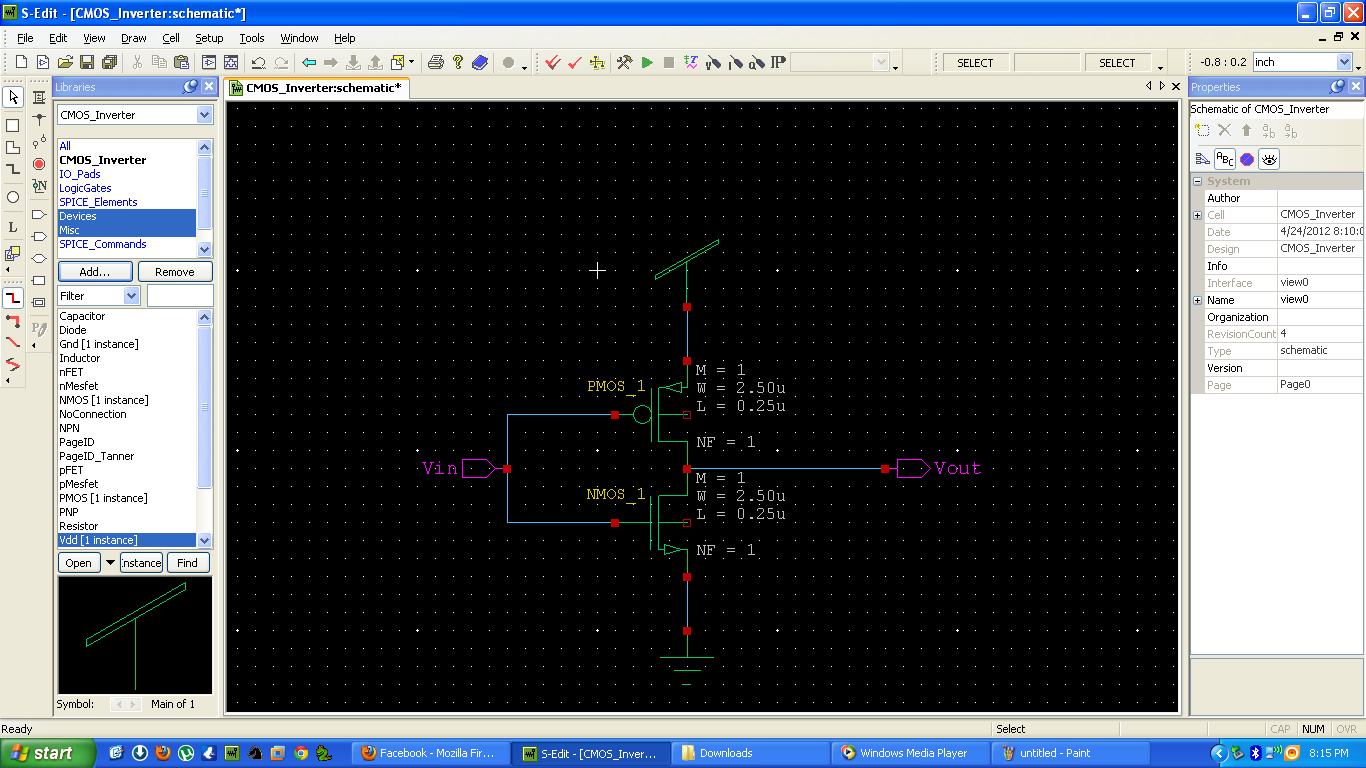 S-Edit - [CMOS_Inverter:schematic*]
File Edit View Draw Cell Setup Tools Window Help
SELECT SELECT -0.8 : 0.2 inch
Libraries
CMOS_Inverter
All
CMOS_Inverter
IO_Pads
LogicGates
SPICE_Elements
Devices
Misc
SPICE_Commands
Add... Remove
Filter
Capacitor
Diode
Gnd [1 instance]
Inductor
nFET
nMesfet
NMOS [1 instance]
NoConnection
NPN
PageID
PageID_Tanner
pFET
pMesfet
PMOS [1 instance]
PNP
Resistor
Vdd [1 instance]
Open Instance Find
Symbol: Main of 1
CMOS_Inverter:schematic*
PMOS_1
M = 1
W = 2.50u
L = 0.25u
NF = 1
Vin
Vout
NMOS_1
M = 1
W = 2.50u
L = 0.25u
NF = 1
Properties
Schematic of CMOS_Inverter
System
Author
Cell CMOS_Inverter
Date 4/24/2012 8:10:0
Design CMOS_Inverter
Info
Interface view0
Name view0
Organization
RevisionCount 4
Type schematic
Version
Page Page0
Ready Select CAP NUM OVR
start Facebook - Mozilla Fir... S-Edit - [CMOS_Inver... Downloads Windows Media Player untitled - Paint 8:15 PM